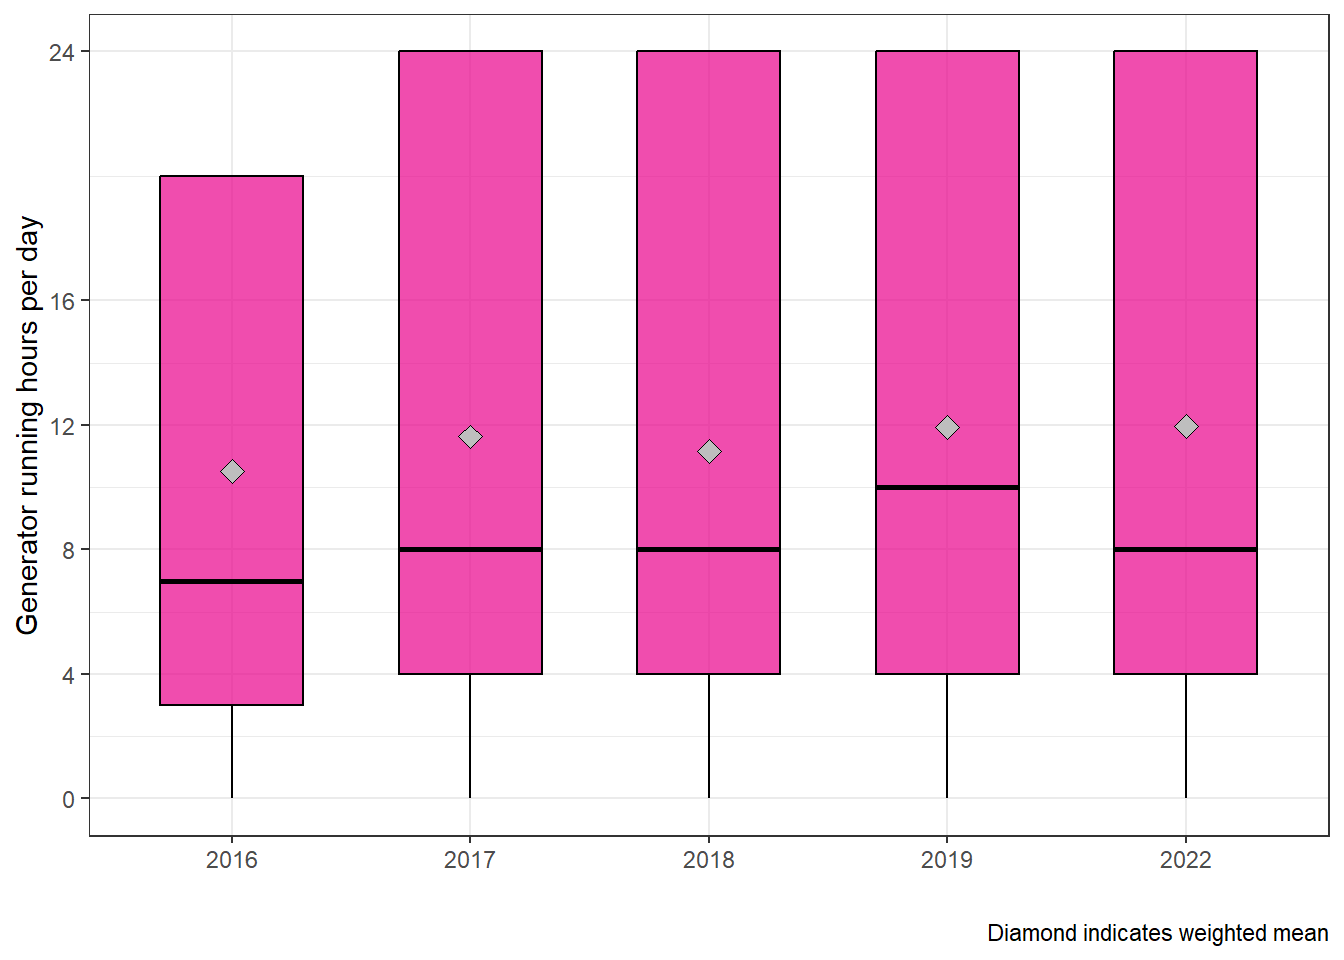 Generator running hours per day
24
16
12
8
4
0
2016 2017 2018 2019 2022
Diamond indicates weighted mean